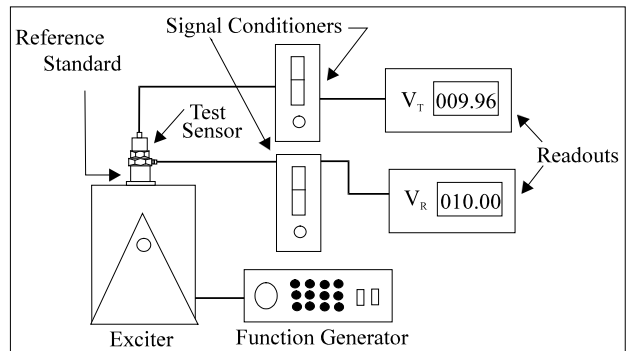 Signal Conditioners
Reference
Standard
Test
Sensor
V_T 009.96
Readouts
V_R 010.00
Exciter
Function Generator